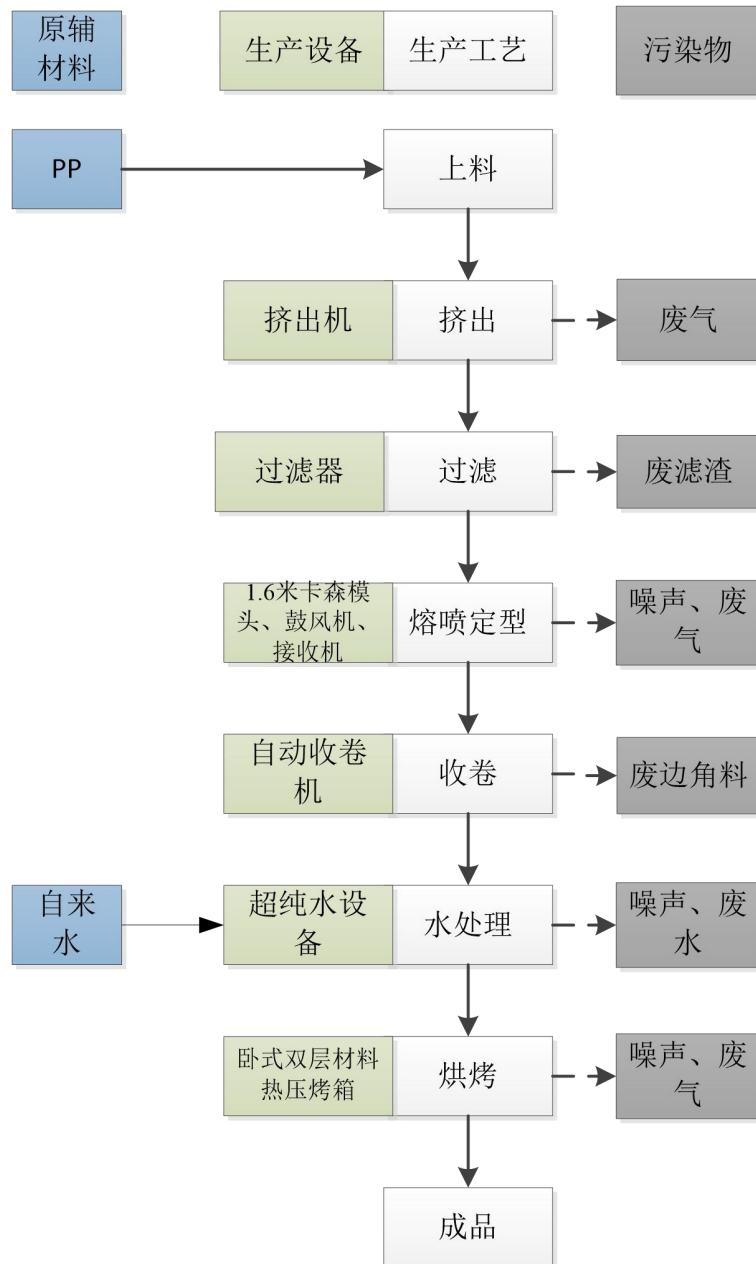 原辅
材料
生产设备
生产工艺
污染物
PP
上料
挤出机
挤出
废气
过滤器
过滤
废滤渣
1.6米卡森模
头、鼓风机、
接收机
熔喷定型
噪声、废
气
自动收卷
机
收卷
废边角料
自来
水
超纯水设
备
水处理
噪声、废
水
卧式双层材料
热压烤箱
烘烤
噪声、废
气
成品